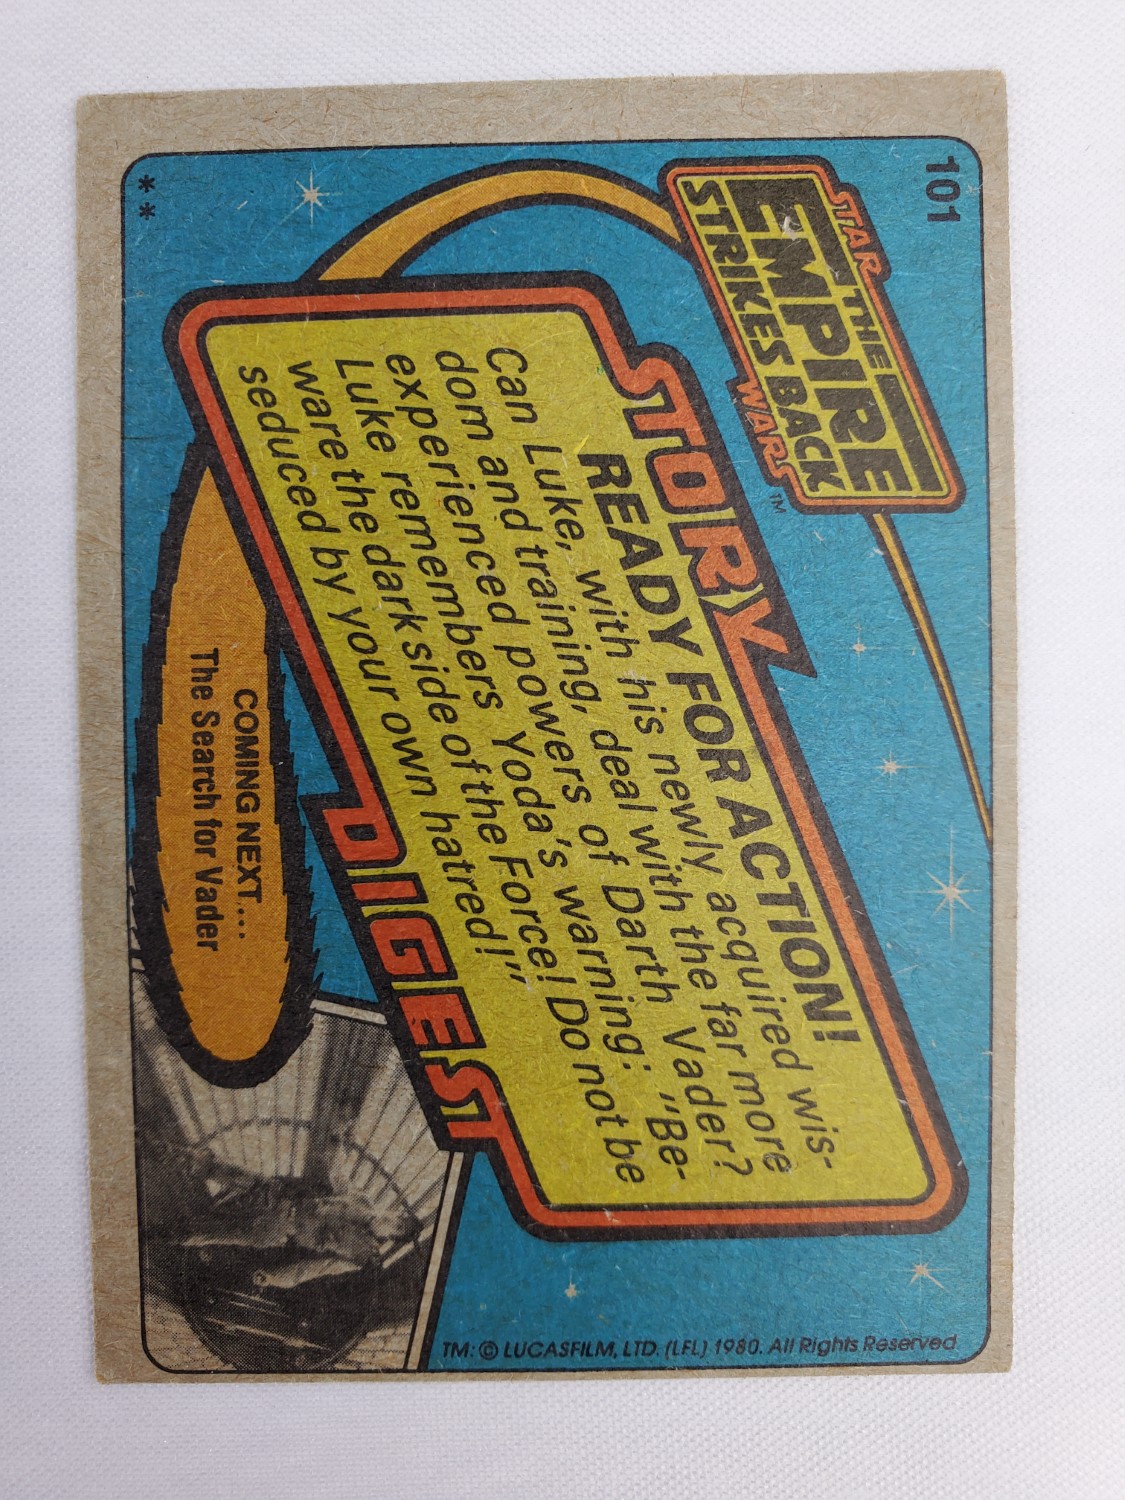 101
STAR
THE
EMPIRE
STRIKES BACK
WARS™
STORY
READY FOR ACTION!
Can Luke, with his newly acquired wis-
dom and training, deal with the far more
experienced powers of Darth Vader?
Luke remembers Yoda's warning: "Be-
ware the dark side of the Force! Do not be
seduced by your own hatred!"
DIGEST
COMING NEXT...
The Search for Vader
**
TM: © LUCASFILM, LTD. (LFL) 1980. All Rights Reserved